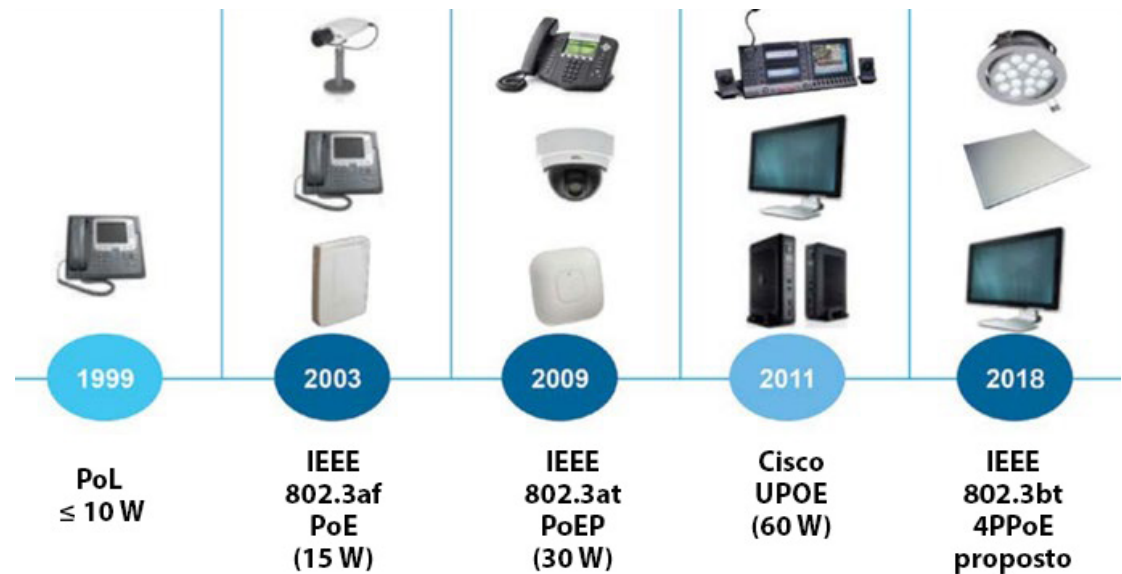 1999
2003
2009
2011
2018
PoL
≤ 10 W
IEEE
802.3af
PoE
(15 W)
IEEE
802.3at
PoEP
(30 W)
Cisco
UPOE
(60 W)
IEEE
802.3bt
4PPoE
proposto